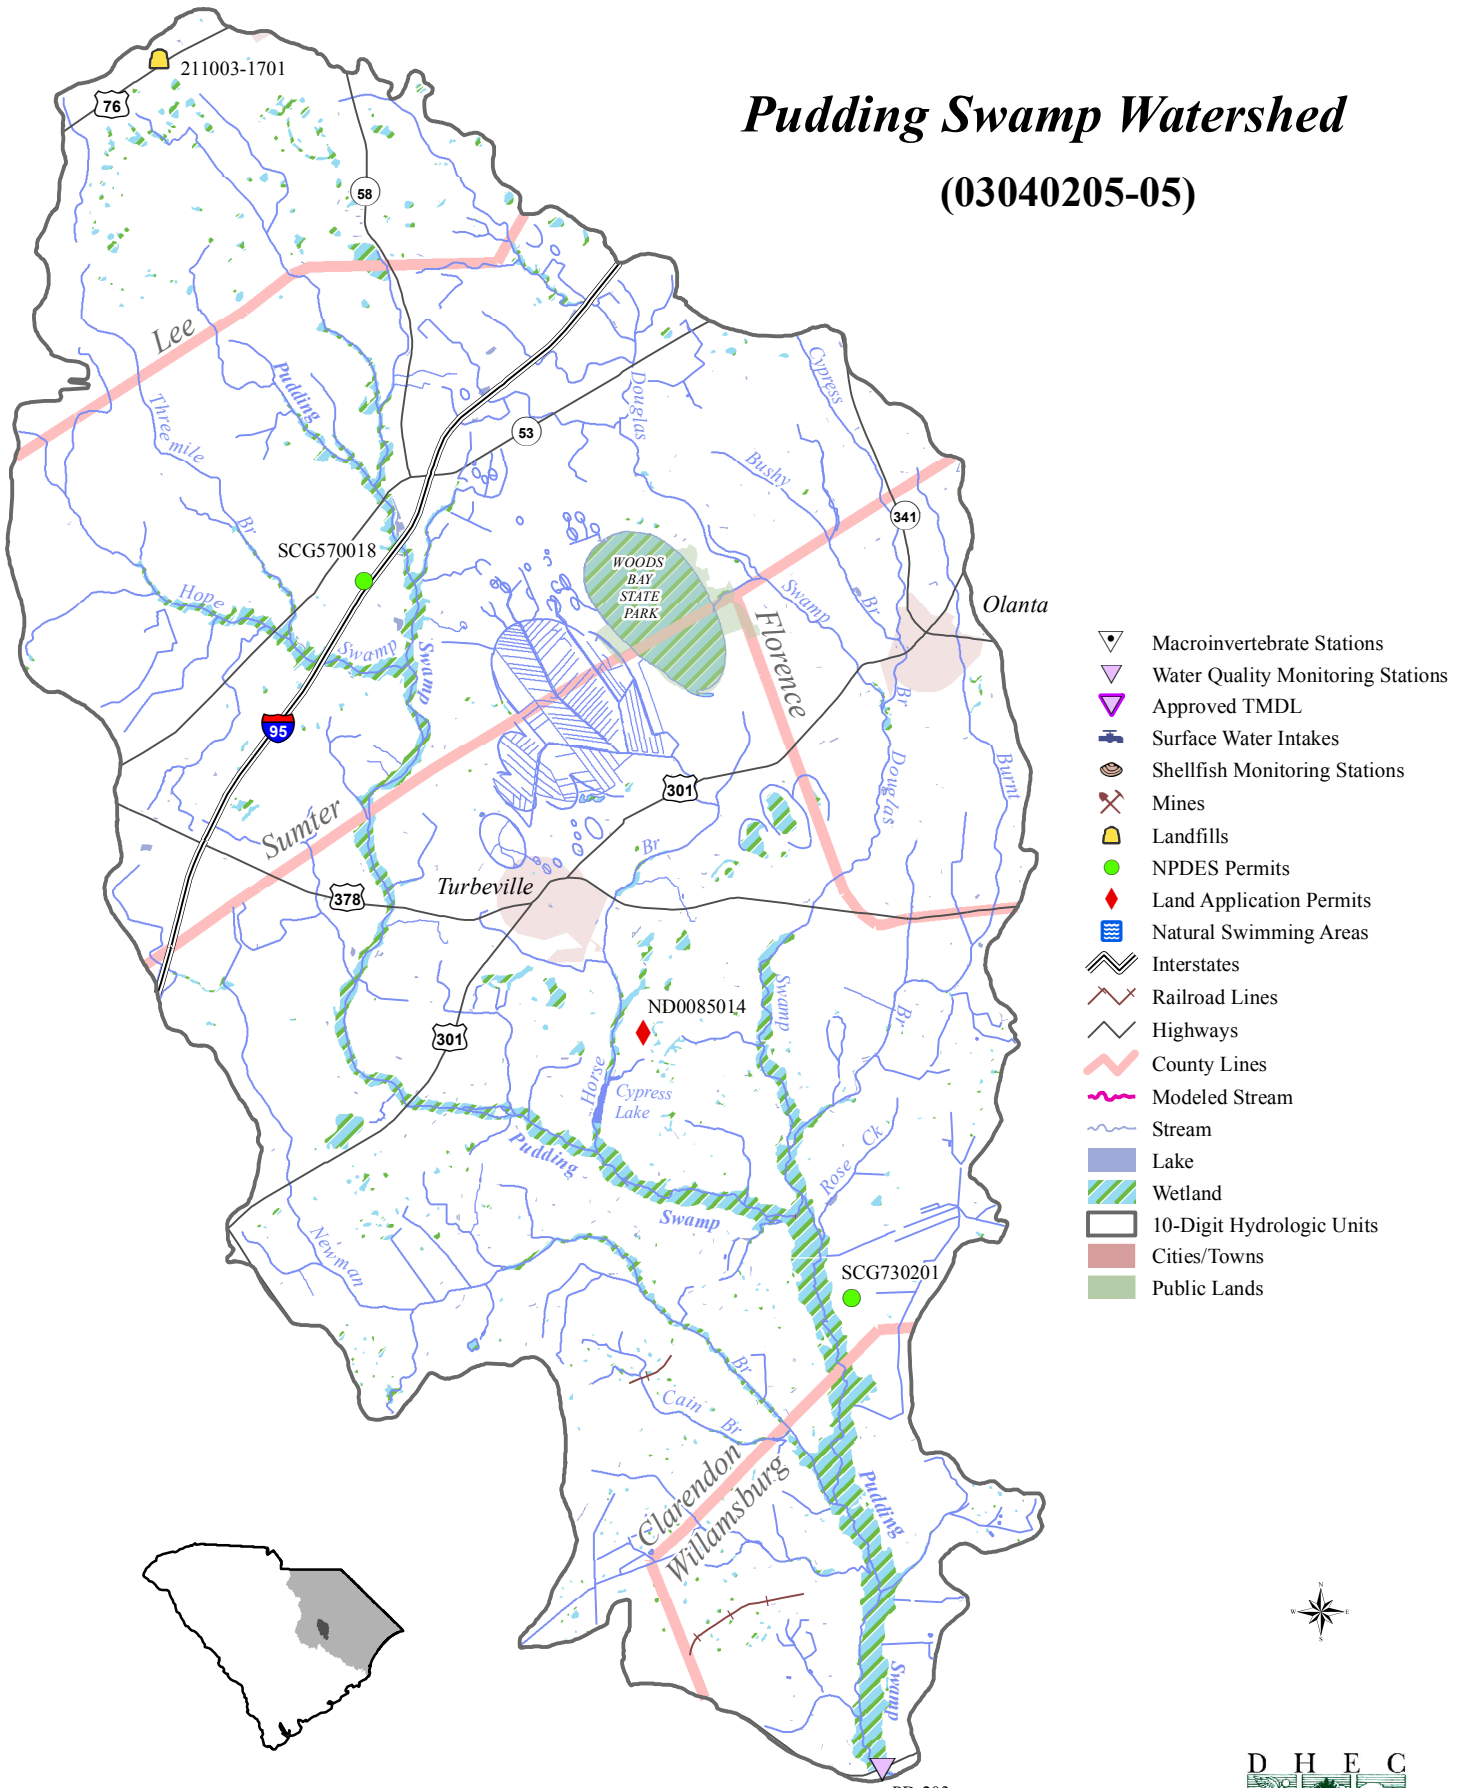 Pudding Swamp Watershed
(03040205-05)
211003-1701
76
58
Lee
Pudding
Three mile
Br
Douglas
53
Cypress
Bushy
341
SCG570018
WOODS
BAY
STATE
PARK
Hope
Swamp
Swamp
Swamp
Br
Florence
Olanta
Br
95
301
Douglas
Burnt
Sumter
Br
378
Turbeville
Swamp
ND0085014
Br
301
Horse
Cypress
Lake
Pudding
Rose Ck
Swamp
Newman
SCG730201
Br
Cain Br
Clarendon
Willamsburg
Pudding
Swamp
Macroinvertebrate Stations
Water Quality Monitoring Stations
Approved TMDL
Surface Water Intakes
Shellfish Monitoring Stations
Mines
Landfills
NPDES Permits
Land Application Permits
Natural Swimming Areas
Interstates
Railroad Lines
Highways
County Lines
Modeled Stream
Stream
Lake
Wetland
10-Digit Hydrologic Units
Cities/Towns
Public Lands
N
W E
S
D H E C